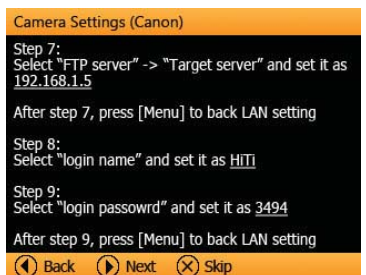 Camera Settings (Canon)
Step 7:
Select "FTP server" -> "Target server" and set it as
192.168.1.5
After step 7, press [Menu] to back LAN setting
Step 8:
Select "login name" and set it as HiTi
Step 9:
Select "login passowrd" and set it as 3494
After step 9, press [Menu] to back LAN setting
Back Next Skip